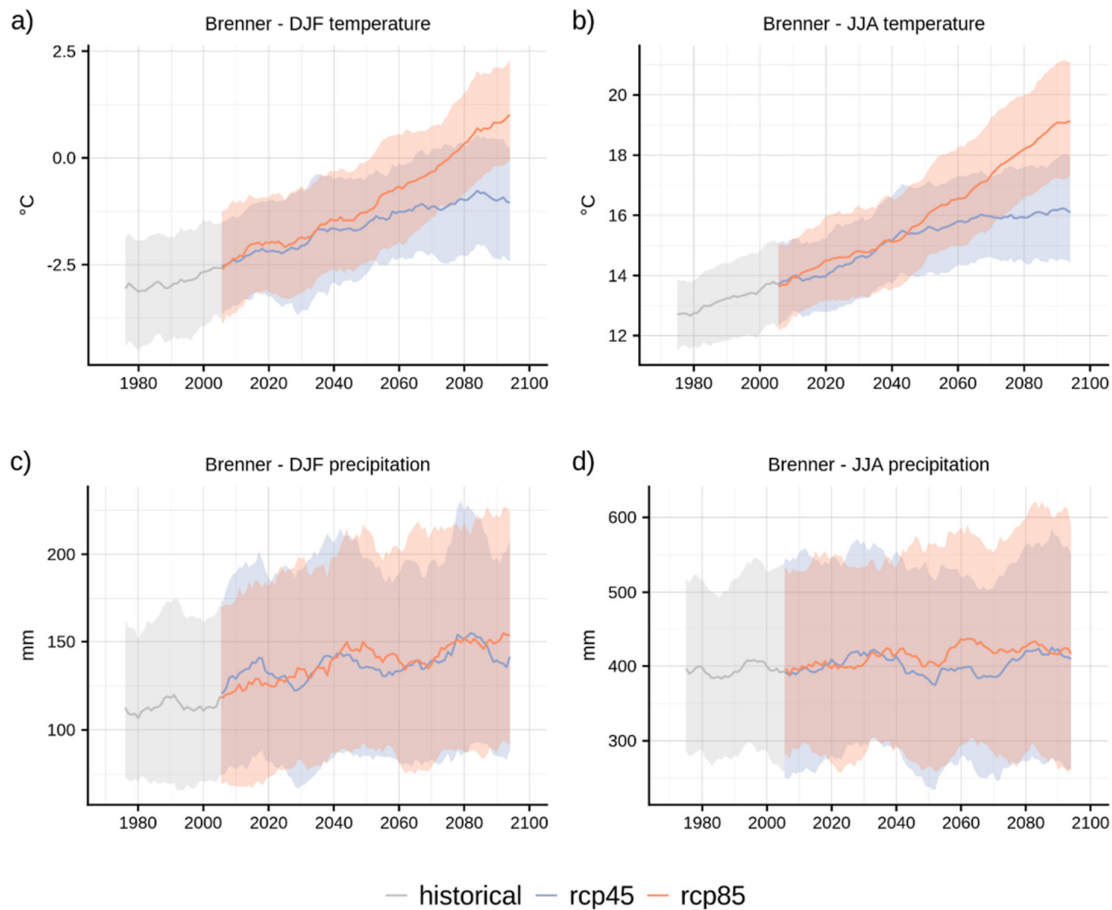 a)
Brenner - DJF temperature
2.5
0.0
-2.5
°C
1980 2000 2020 2040 2060 2080 2100
b)
Brenner - JJA temperature
20
18
16
14
12
°C
1980 2000 2020 2040 2060 2080 2100
c)
Brenner - DJF precipitation
200
150
100
mm
1980 2000 2020 2040 2060 2080 2100
d)
Brenner - JJA precipitation
600
500
400
300
mm
1980 2000 2020 2040 2060 2080 2100
historical rcp45 rcp85